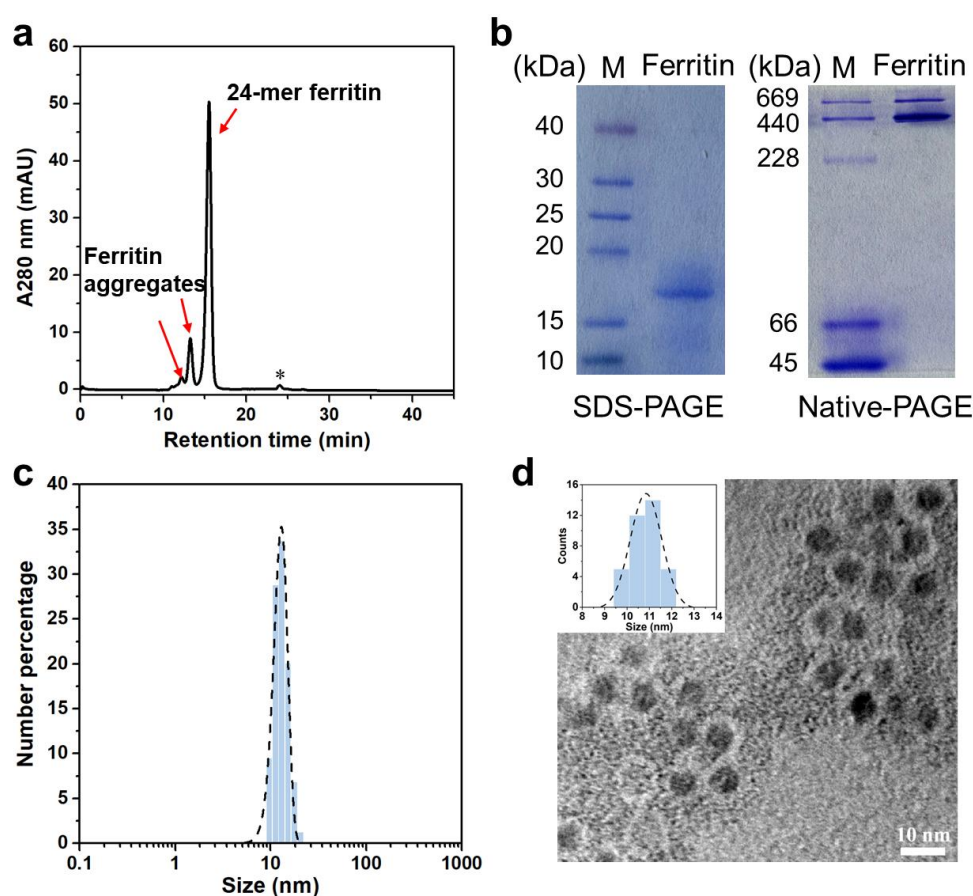 a
60
50
40
30
20
10
0
A280 nm (mAU)
24-mer ferritin
Ferritin
aggregates
*
0 10 20 30 40
Retention time (min)
b
(kDa) M Ferritin
40
30
25
20
15
10
SDS-PAGE
(kDa) M Ferritin
669
440
228
66
45
Native-PAGE
c
40
35
30
25
20
15
10
5
0
Number percentage
0.1 1 10 100 1000
Size (nm)
d
16
12
8
4
0
Counts
8 9 10 11 12 13 14
Size (nm)
10 nm